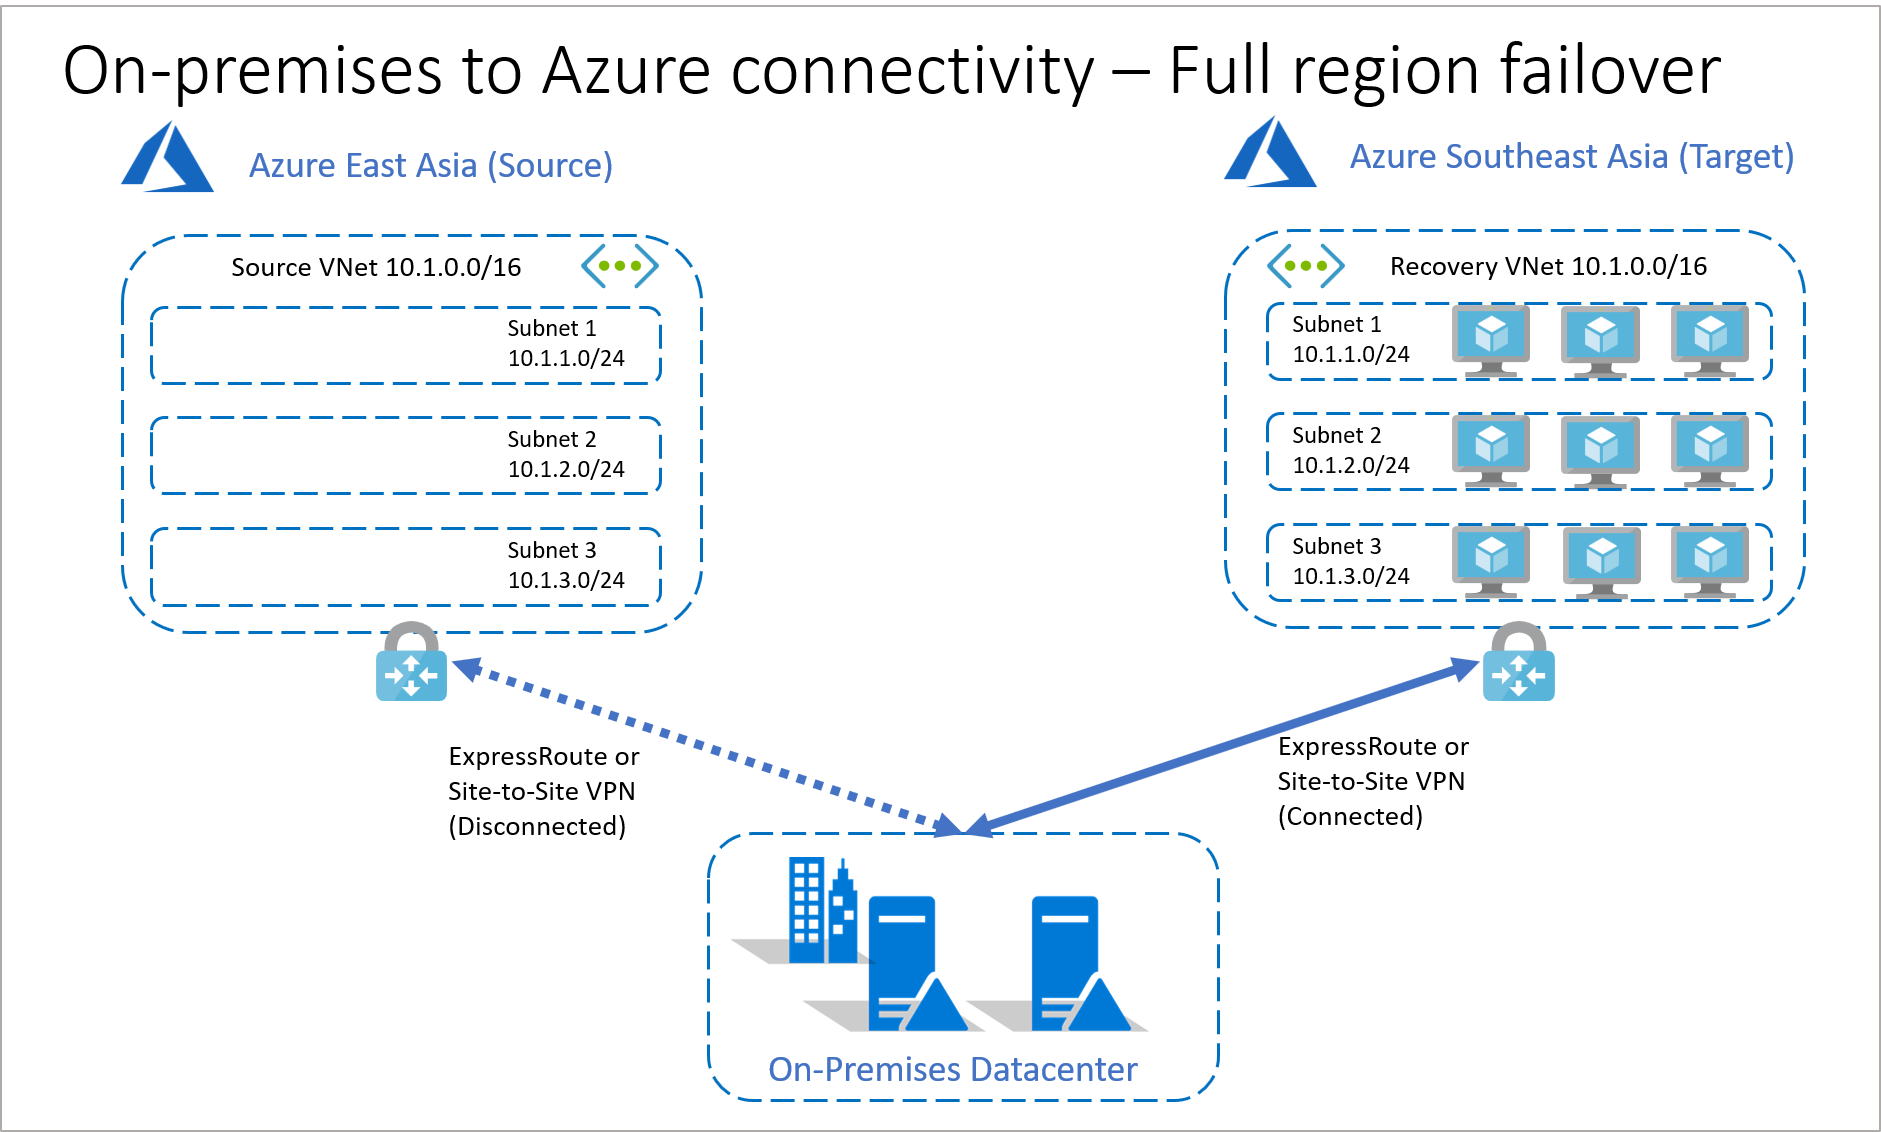 On-premises to Azure connectivity – Full region failover
Azure East Asia (Source)
Azure Southeast Asia (Target)
Source VNet 10.1.0.0/16
Subnet 1
10.1.1.0/24
Subnet 2
10.1.2.0/24
Subnet 3
10.1.3.0/24
Recovery VNet 10.1.0.0/16
Subnet 1
10.1.1.0/24
Subnet 2
10.1.2.0/24
Subnet 3
10.1.3.0/24
ExpressRoute or
Site-to-Site VPN
(Disconnected)
ExpressRoute or
Site-to-Site VPN
(Connected)
On-Premises Datacenter